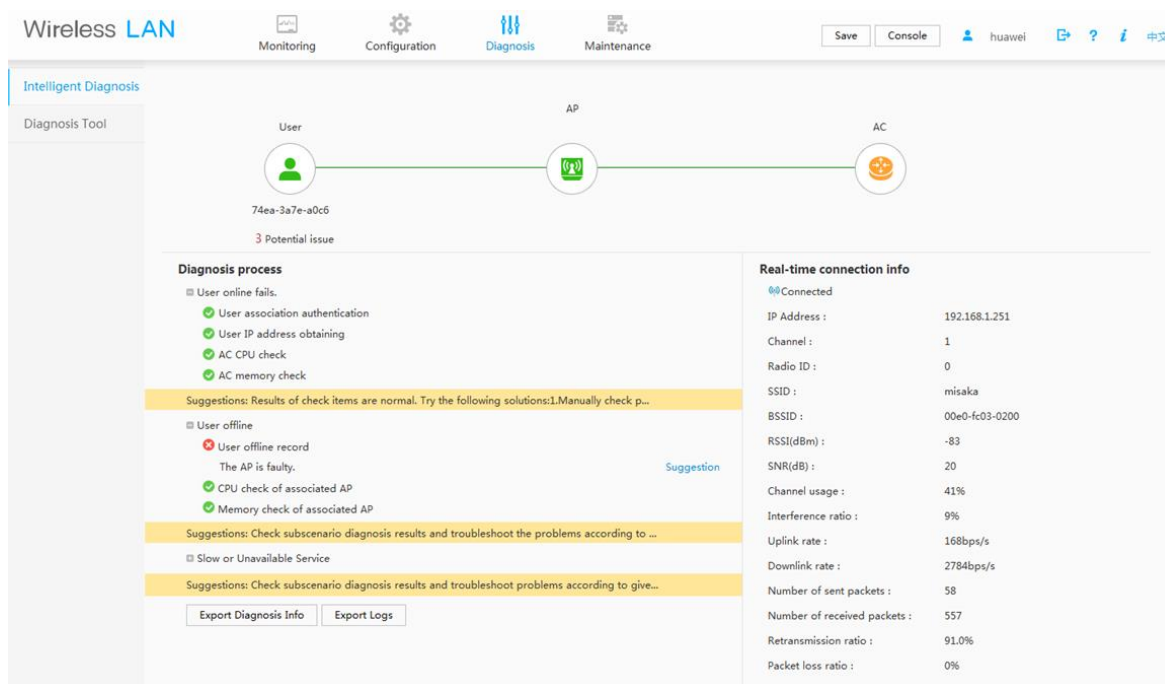 Wireless LAN
Monitoring Configuration Diagnosis Maintenance
Save Console huawei ? i 中文
Intelligent Diagnosis
Diagnosis Tool
AP
User AC
74ea-3a7e-a0c6
3 Potential issue
Diagnosis process
User online fails.
User association authentication
User IP address obtaining
AC CPU check
AC memory check
Suggestions: Results of check items are normal. Try the following solutions:1.Manually check p...
User offline
User offline record
The AP is faulty. Suggestion
CPU check of associated AP
Memory check of associated AP
Suggestions: Check subscenario diagnosis results and troubleshoot the problems according to ...
Slow or Unavailable Service
Suggestions: Check subscenario diagnosis results and troubleshoot problems according to give...
Export Diagnosis Info Export Logs
Real-time connection info
Connected
IP Address : 192.168.1.251
Channel : 1
Radio ID : 0
SSID : misaka
BSSID : 00e0-fc03-0200
RSSI(dBm) : -83
SNR(dB) : 20
Channel usage : 41%
Interference ratio : 9%
Uplink rate : 168bps/s
Downlink rate : 2784bps/s
Number of sent packets : 58
Number of received packets : 557
Retransmission ratio : 91.0%
Packet loss ratio : 0%